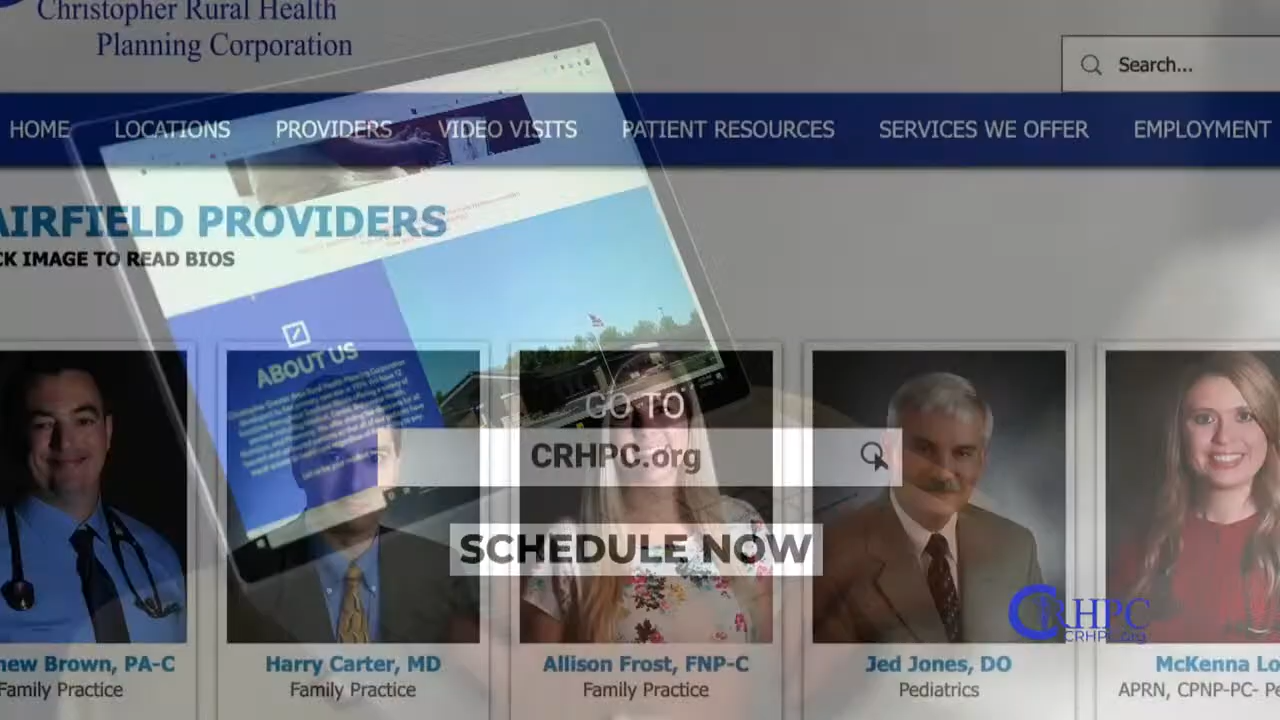 Christopher Rural Health
Planning Corporation
Search...
HOME LOCATIONS PROVIDERS VIDEO VISITS PATIENT RESOURCES SERVICES WE OFFER EMPLOYMENT
AIRFIELD PROVIDERS
CK IMAGE TO READ BIOS
ABOUT US
GO TO
CRHPC.org
SCHEDULE NOW
CRHPC
CRHPC.org
hew Brown, PA-C
Family Practice
Harry Carter, MD
Family Practice
Allison Frost, FNP-C
Family Practice
Jed Jones, DO
Pediatrics
McKenna Lo
APRN, CPNP-PC- Pe